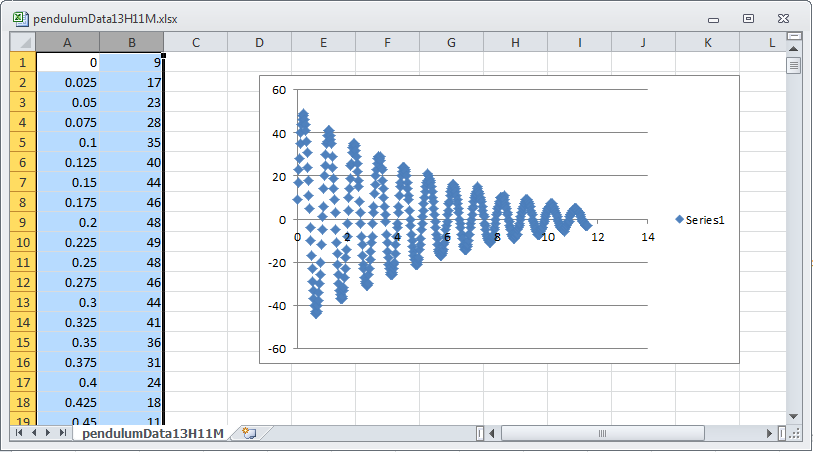 pendulumData13H11M.xlsx
A B C D E F G H I J K L
1 0 9
2 0.025 17
3 0.05 23
4 0.075 28
5 0.1 35
6 0.125 40
7 0.15 44
8 0.175 46
9 0.2 48
10 0.225 49
11 0.25 48
12 0.275 46
13 0.3 44
14 0.325 41
15 0.35 36
16 0.375 31
17 0.4 24
18 0.425 18
19 0.45 11
60
40
20
0
-20
-40
-60
0 2 4 6 8 10 12 14
Series1
pendulumData13H11M